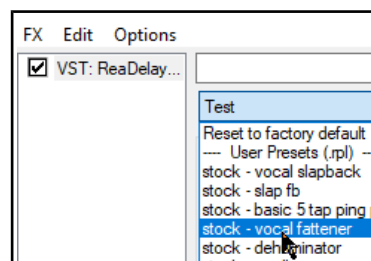 FX Edit Options
VST: ReaDelay...
Test
Reset to factory default
---- User Presets (.rpl) --
stock - vocal slapback
stock - slap fb
stock - basic 5 tap ping
stock - vocal fattener
stock - dehuminator